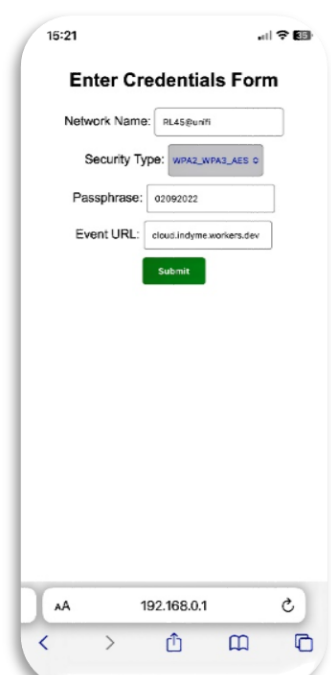 15:21
35
Enter Credentials Form
Network Name: RL45@unifi
Security Type: WPA2_WPA3_AES
Passphrase: 02092022
Event URL: cloud.indyme.workers.dev
Submit
AA 192.168.0.1